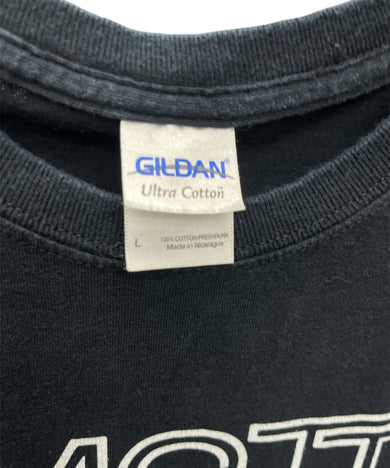 GILDAN®
Ultra Cotton
L
100% COTTON PRESHRUNK
Made in Nicaragua